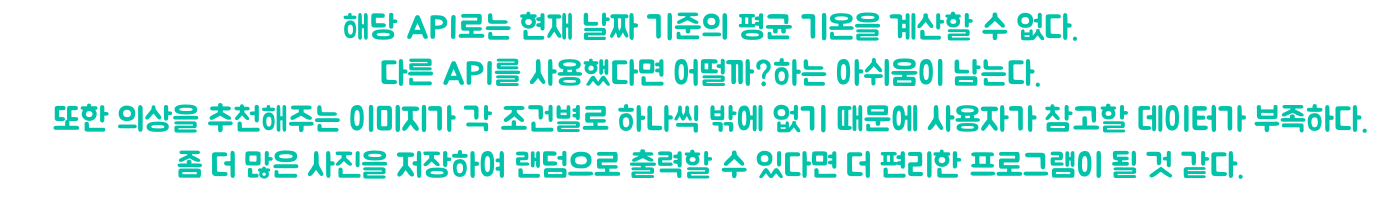 해당 API로는 현재 날짜 기준의 평균 기온을 계산할 수 없다.
다른 API를 사용했다면 어떨까?하는 아쉬움이 남는다.
또한 의상을 추천해주는 이미지가 각 조건별로 하나씩 밖에 없기 때문에 사용자가 참고할 데이터가 부족하다.
좀 더 많은 사진을 저장하여 랜덤으로 출력할 수 있다면 더 편리한 프로그램이 될 것 같다.